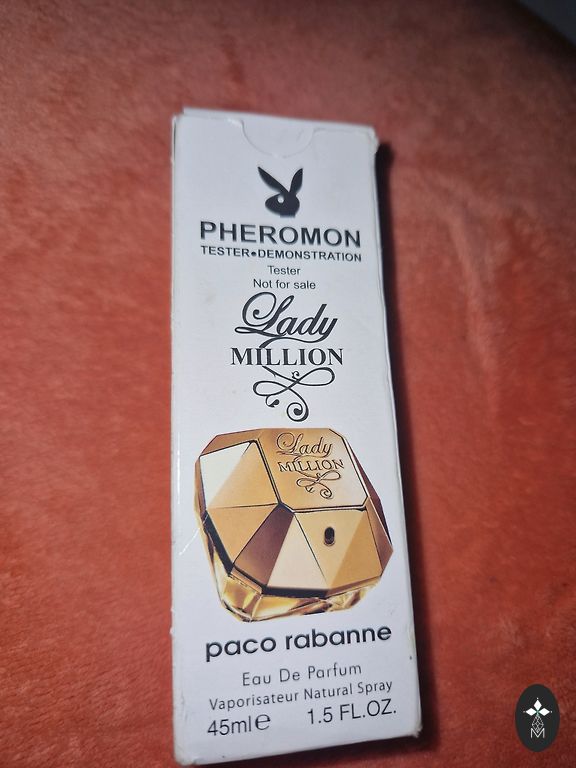 PHEROMON
TESTER•DEMONSTRATION
Tester
Not for sale
Lady
MILLION
Lady
MILLION
paco rabanne
Eau De Parfum
Vaporisateur Natural Spray
45ml e 1.5 FL.OZ.
M